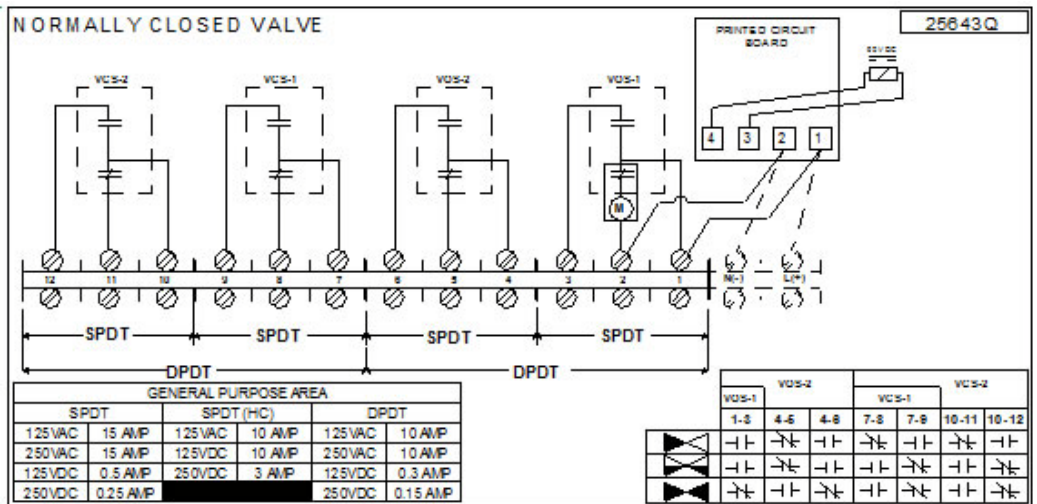 NORMALLY CLOSED VALVE
25643Q
PRINTED CIRCUIT
BOARD
VCS-2
VCS-1
VOS-2
VOS-1
4 3 2 1
M
12 11 10 9 8 7 6 5 4 3 2 1 N(-) L(+)
SPDT SPDT SPDT SPDT
DPDT DPDT
GENERAL PURPOSE AREA
SPDT SPDT (HC) DPDT
125VAC 15 AMP 125VAC 10 AMP 125VAC 10 AMP
250VAC 15 AMP 125VDC 10 AMP 250VAC 10 AMP
125VDC 0.5 AMP 250VDC 3 AMP 125VDC 0.3 AMP
250VDC 0.25 AMP 250VDC 0.15 AMP
VOS-1 VOS-2 VCS-1 VCS-2
1-3 4-5 4-6 7-8 7-9 10-11 10-12